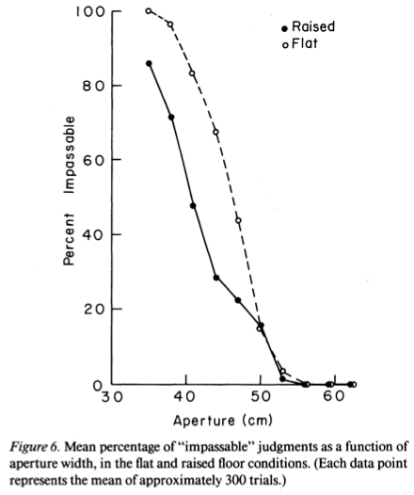 100
80
60
40
20
0
30
40
50
60
Percent Impassable
Aperture (cm)
Raised
Flat
Figure 6. Mean percentage of "impassable" judgments as a function of
aperture width, in the flat and raised floor conditions. (Each data point
represents the mean of approximately 300 trials.)